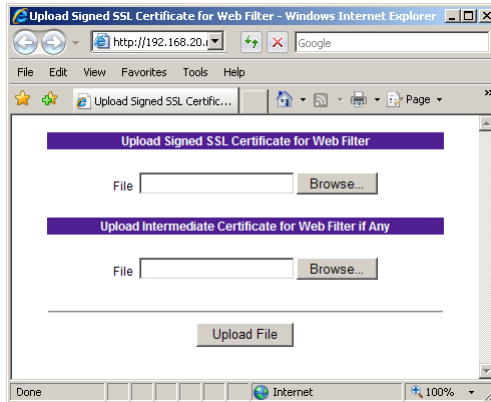 Upload Signed SSL Certificate for Web Filter - Windows Internet Explorer
http://192.168.20.
Google
File Edit View Favorites Tools Help
Upload Signed SSL Certific... Page
Upload Signed SSL Certificate for Web Filter
File Browse...
Upload Intermediate Certificate for Web Filter if Any
File Browse...
Upload File
Done Internet 100%